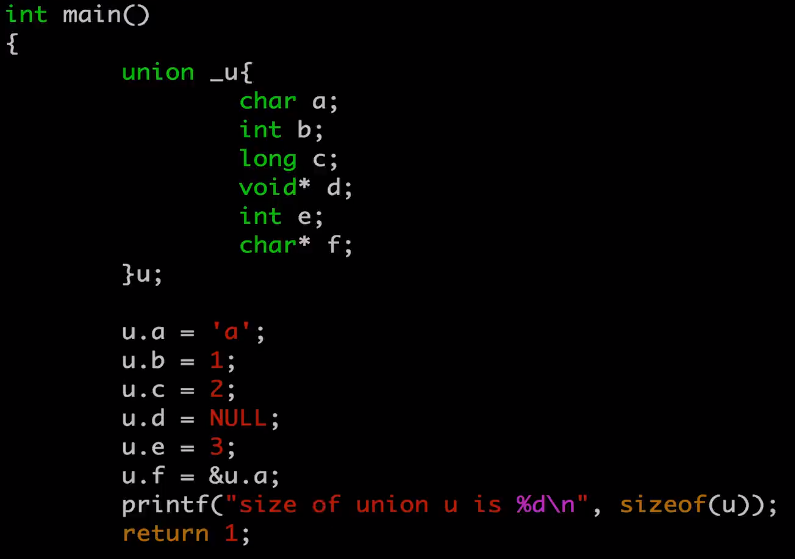 int main()
{
union _u{
char a;
int b;
long c;
void* d;
int e;
char* f;
}u;
u.a = 'a';
u.b = 1;
u.c = 2;
u.d = NULL;
u.e = 3;
u.f = &u.a;
printf("size of union u is %d\n", sizeof(u));
return 1;